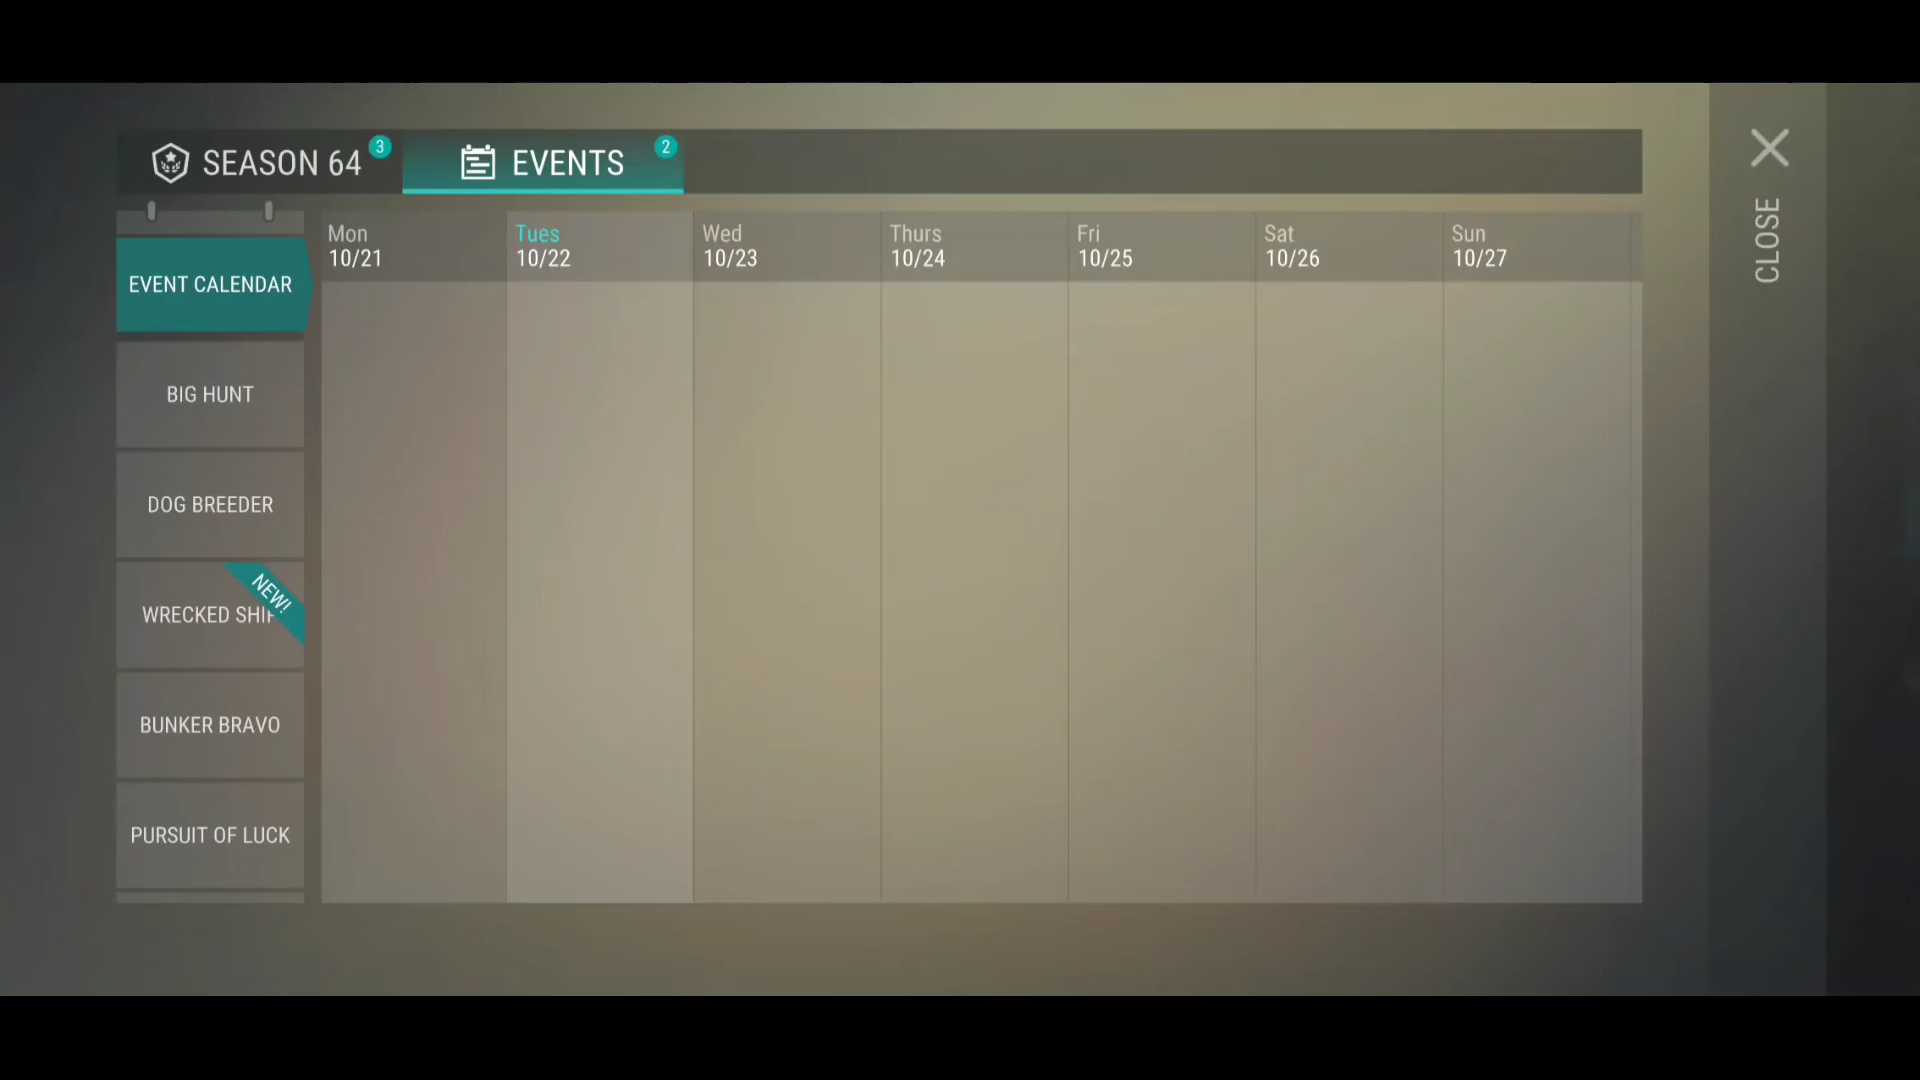 SEASON 64
3
EVENTS
2
CLOSE
Mon
10/21
Tues
10/22
Wed
10/23
Thurs
10/24
Fri
10/25
Sat
10/26
Sun
10/27
EVENT CALENDAR
BIG HUNT
DOG BREEDER
NEW!
WRECKED SHIP
BUNKER BRAVO
PURSUIT OF LUCK